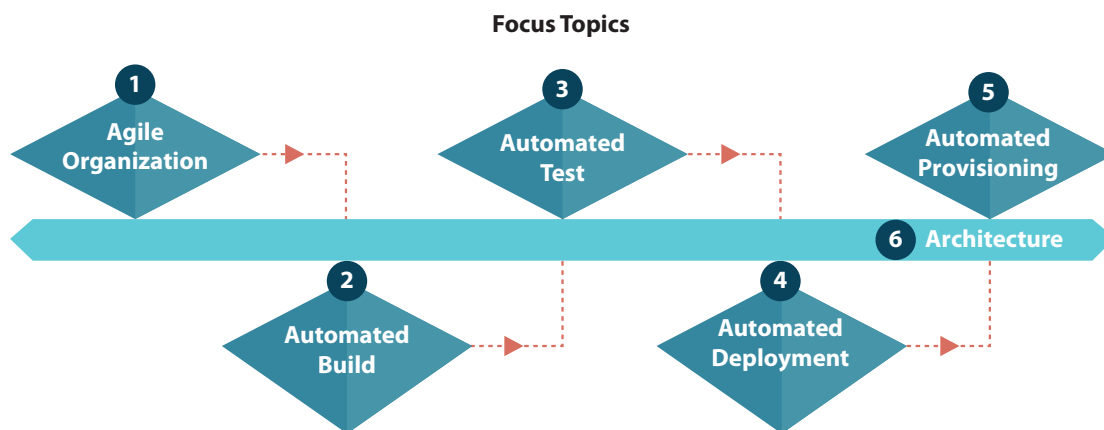 Focus Topics
1
Agile
Organization
2
Automated
Build
3
Automated
Test
4
Automated
Deployment
5
Automated
Provisioning
6 Architecture